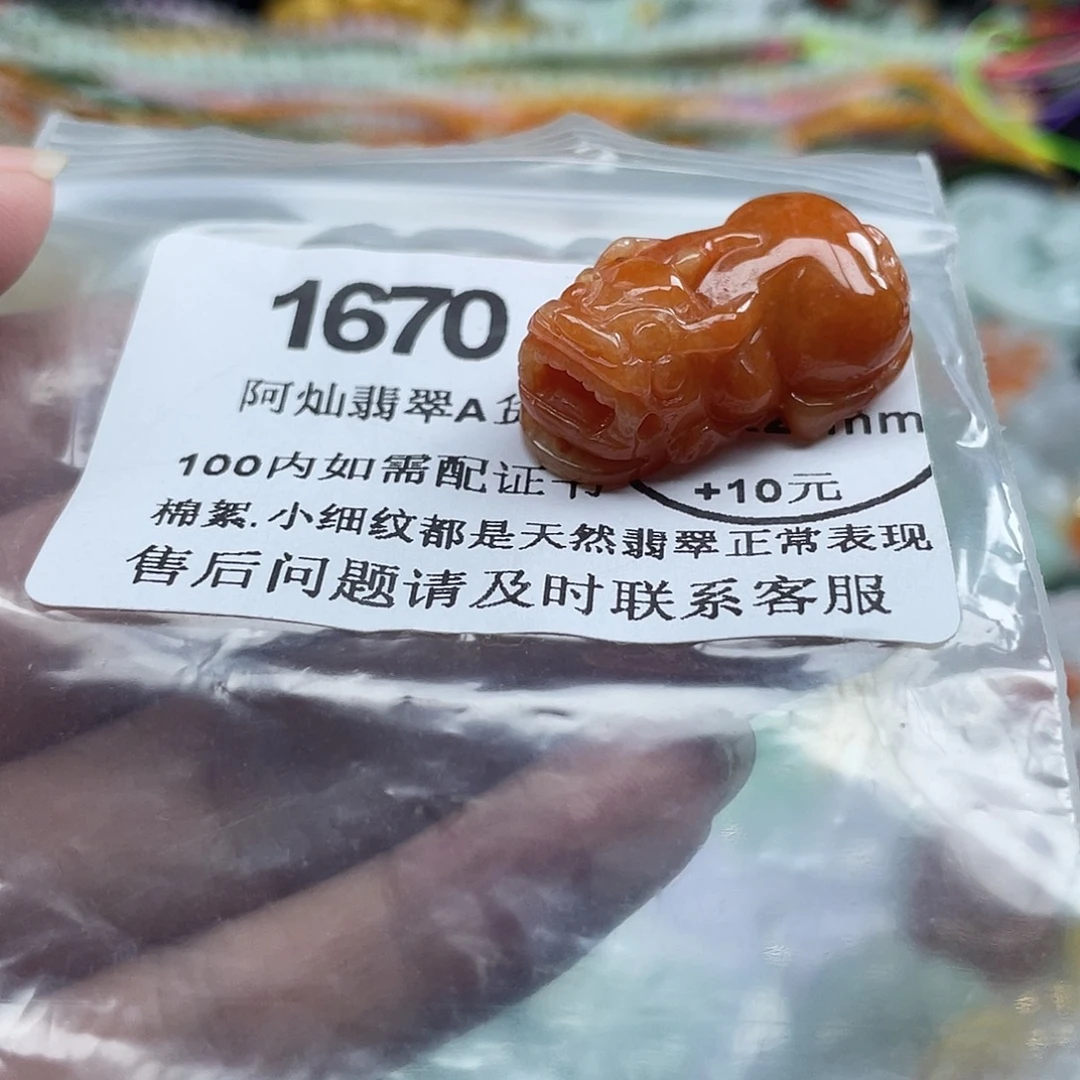 1670
阿灿翡翠A货 mm
100内如需配证书 +10元
棉絮.小细纹都是天然翡翠正常表现
售后问题请及时联系客服